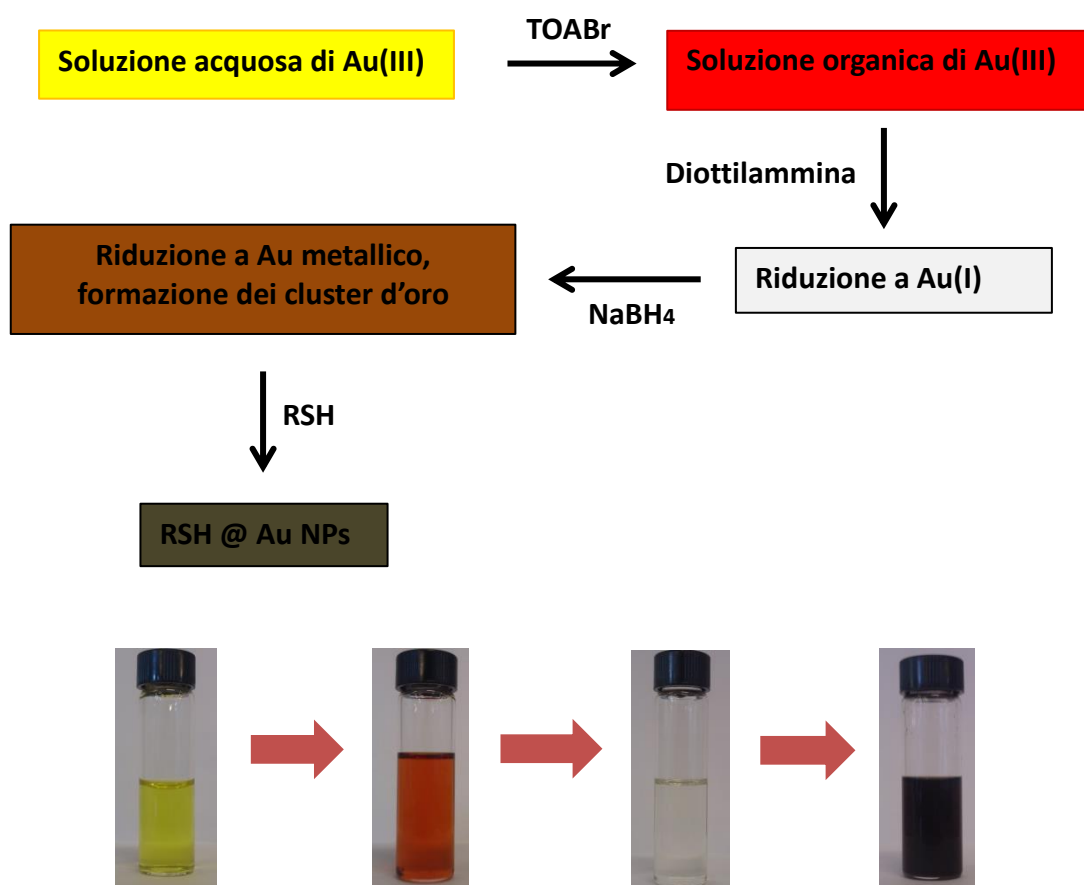 TOABr
Soluzione acquosa di Au(III)
Soluzione organica di Au(III)
Diottilammina
Riduzione a Au(I)
NaBH4
Riduzione a Au metallico,
formazione dei cluster d'oro
RSH
RSH @ Au NPs